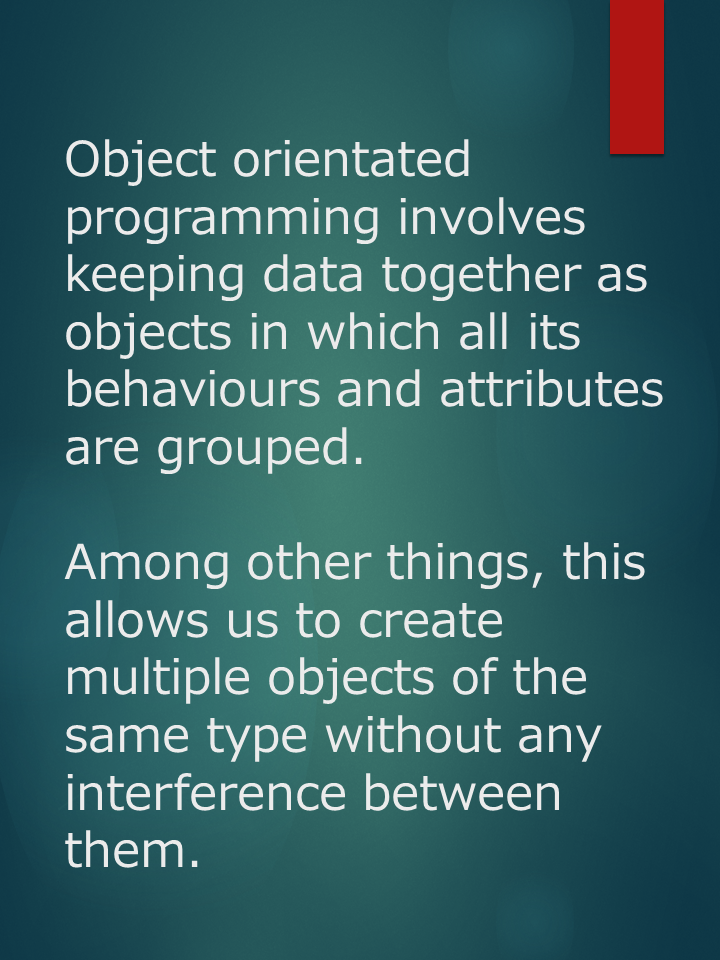 Object orientated
programming involves
keeping data together as
objects in which all its
behaviours and attributes
are grouped.
Among other things, this
allows us to create
multiple objects of the
same type without any
interference between
them.